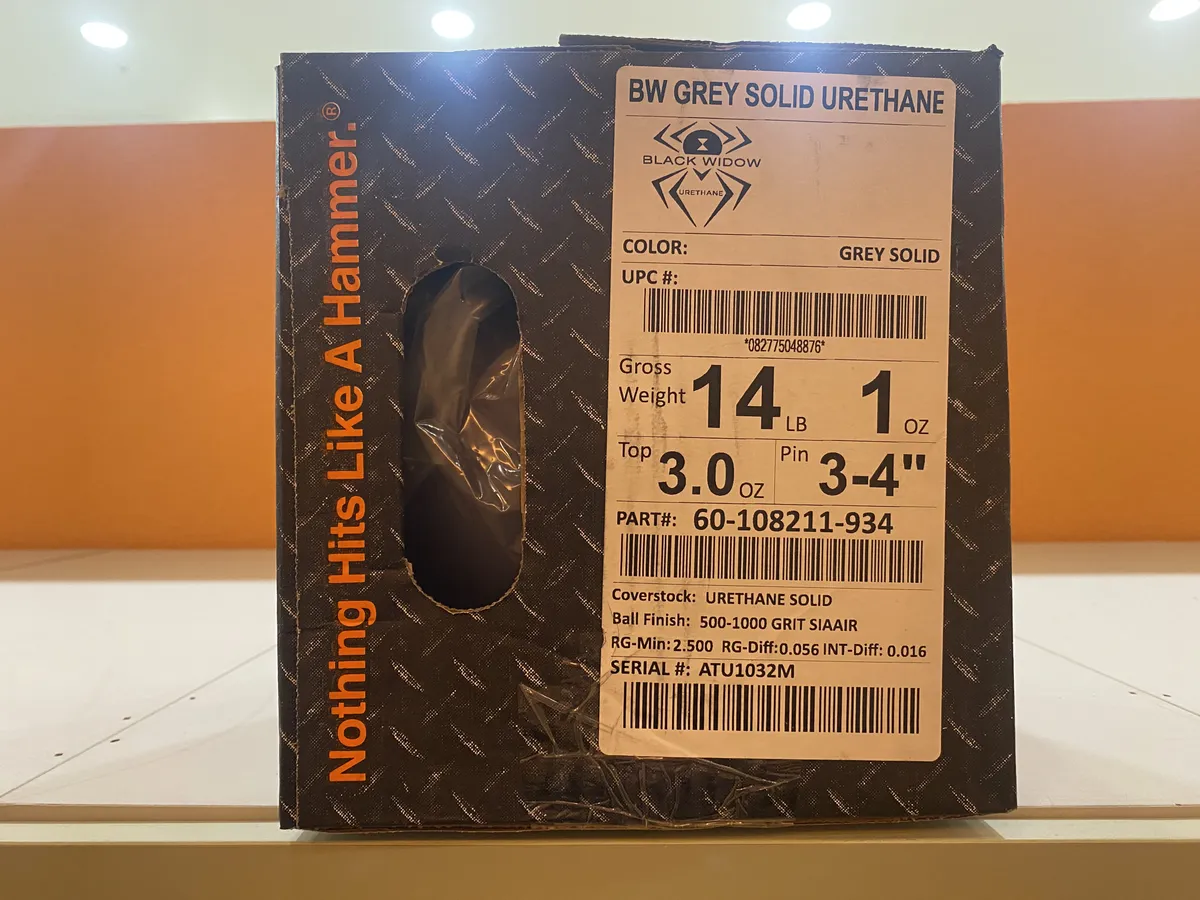 Nothing Hits Like A Hammer.®
BW GREY SOLID URETHANE
BLACK WIDOW
URETHANE
COLOR: GREY SOLID
UPC #:
*082775048876*
Gross Weight 14 LB 1 OZ
Top 3.0 OZ Pin 3-4"
PART#: 60-108211-934
Coverstock: URETHANE SOLID
Ball Finish: 500-1000 GRIT SIAAIR
RG-Min: 2.500 RG-Diff: 0.056 INT-Diff: 0.016
SERIAL #: ATU1032M